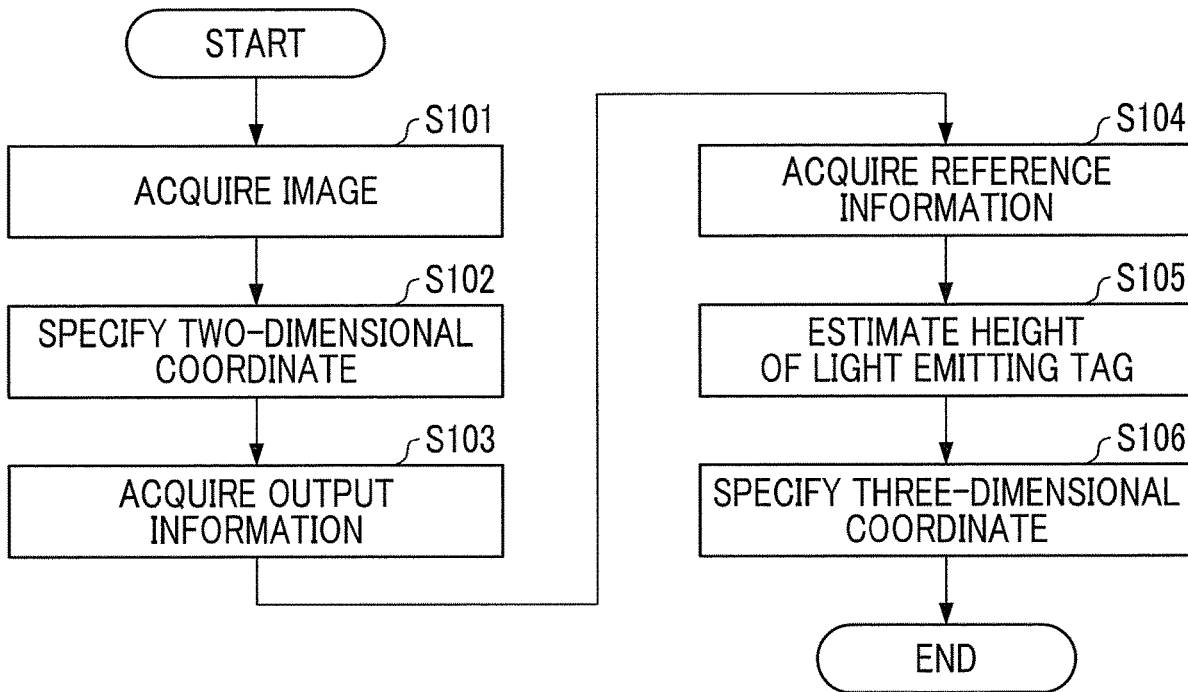 START
S101
ACQUIRE IMAGE
S102
SPECIFY TWO-DIMENSIONAL
COORDINATE
S103
ACQUIRE OUTPUT
INFORMATION
S104
ACQUIRE REFERENCE
INFORMATION
S105
ESTIMATE HEIGHT
OF LIGHT EMITTING TAG
S106
SPECIFY THREE-DIMENSIONAL
COORDINATE
END